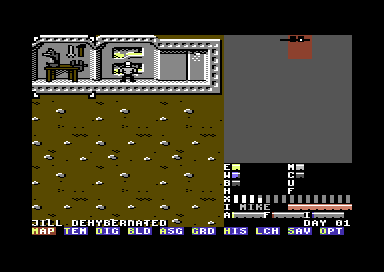 E M
W C
B U
H F
X
I MIKE
A F I
JILL DEHYBERNATED DAY 01
MAP TEM DIG BLD ASG GRD HIS LCH SAV OPT